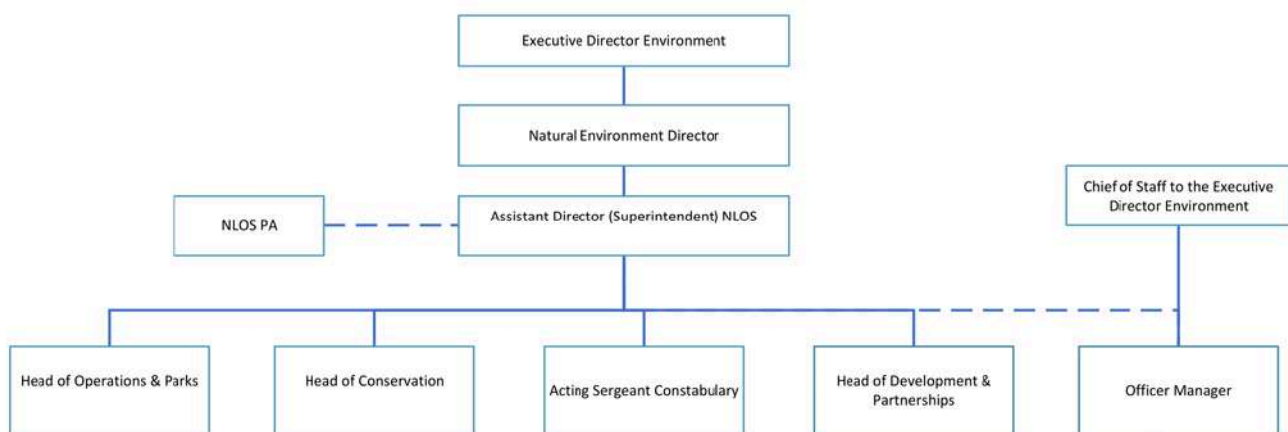 Executive Director Environment
Natural Environment Director
Chief of Staff to the Executive
Director Environment
NLOS PA
Assistant Director (Superintendent) NLOS
Head of Operations & Parks
Head of Conservation
Acting Sergeant Constabulary
Head of Development &
Partnerships
Officer Manager